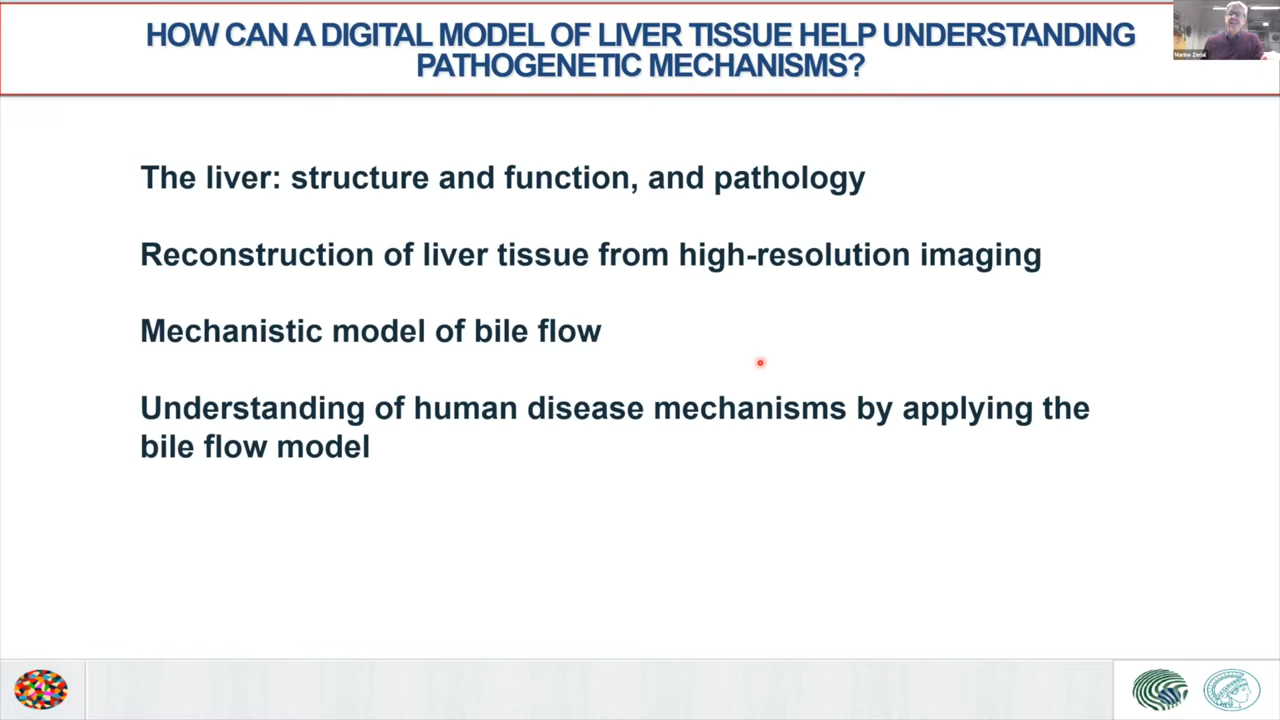 HOW CAN A DIGITAL MODEL OF LIVER TISSUE HELP UNDERSTANDING
PATHOGENETIC MECHANISMS?
Marino Zerial
The liver: structure and function, and pathology
Reconstruction of liver tissue from high-resolution imaging
Mechanistic model of bile flow
Understanding of human disease mechanisms by applying the
bile flow model